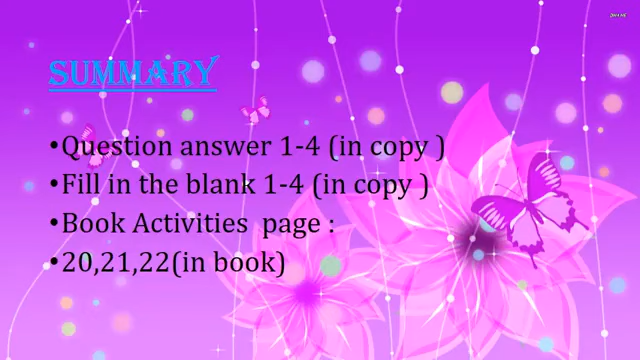 SUMMARY
•Question answer 1-4 (in copy )
•Fill in the blank 1-4 (in copy )
•Book Activities  page :
•20,21,22(in book)